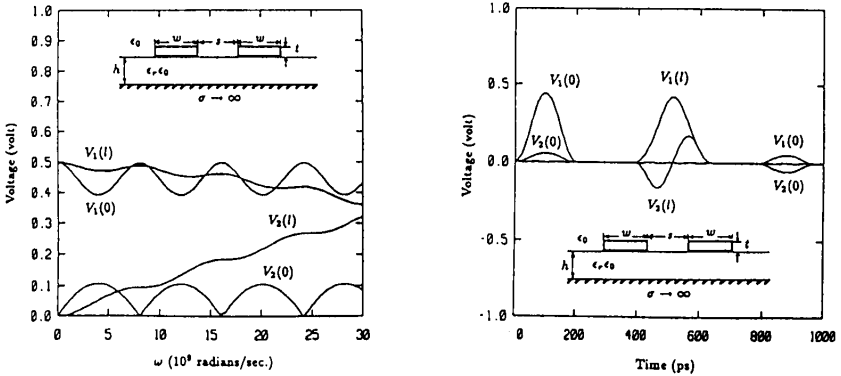 Voltage (volt)
1.0
0.9
0.8
0.7
0.6
0.5
0.4
0.3
0.2
0.1
0.0
ϵ₀
w
s
w
t
h
ϵᵣϵ₀
σ → ∞
V₁(l)
V₁(0)
V₂(l)
V₂(0)
0
5
10
15
20
25
30
ω (10⁹ radians/sec.)
Voltage (volt)
1.0
0.5
0.0
-0.5
-1.0
V₁(0)
V₂(0)
V₁(l)
V₂(l)
V₁(0)
V₂(0)
ϵ₀
w
s
w
t
h
ϵᵣϵ₀
σ → ∞
0
200
400
600
800
1000
Time (ps)